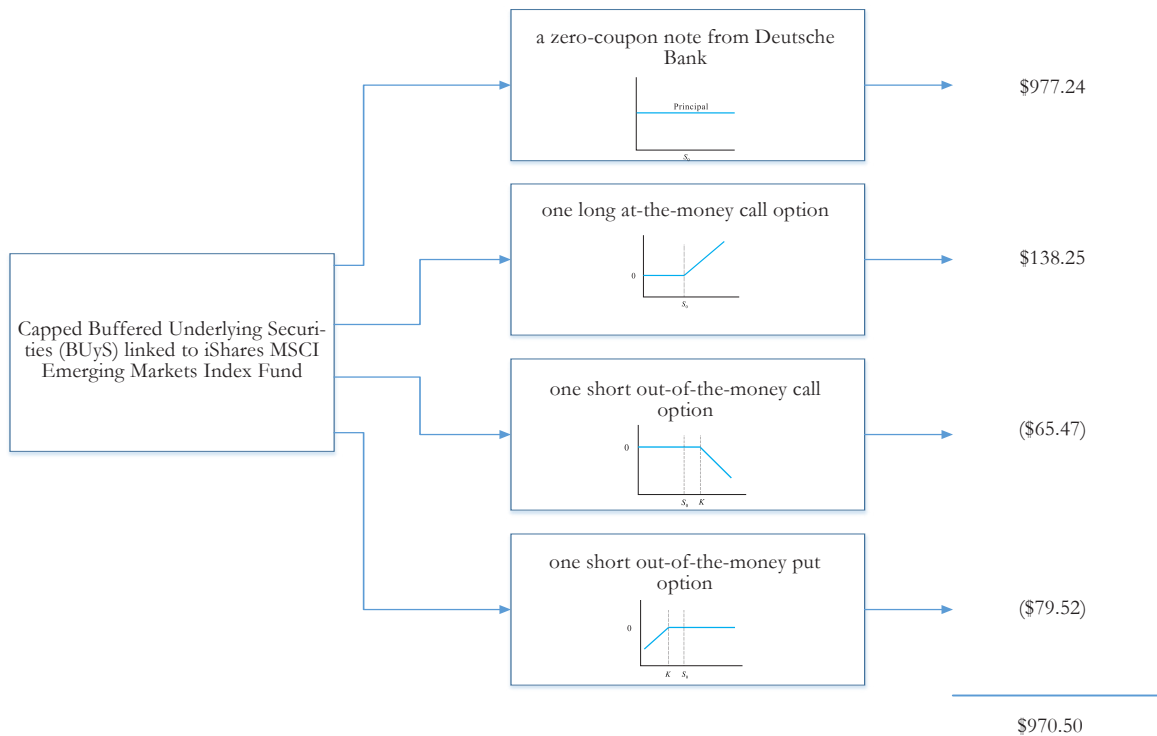 a zero-coupon note from Deutsche
Bank
Principal
S₀
$977.24
one long at-the-money call option
0
S₀
$138.25
Capped Buffered Underlying Securi-
ties (BUyS) linked to iShares MSCI
Emerging Markets Index Fund
one short out-of-the-money call
option
0
S₀ K
($65.47)
one short out-of-the-money put
option
0
K S₀
($79.52)
$970.50